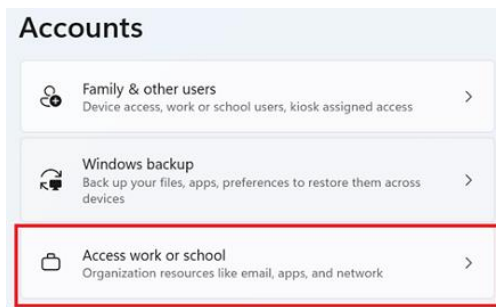 Accounts
Family & other users
Device access, work or school users, kiosk assigned access
Windows backup
Back up your files, apps, preferences to restore them across
devices
Access work or school
Organization resources like email, apps, and network